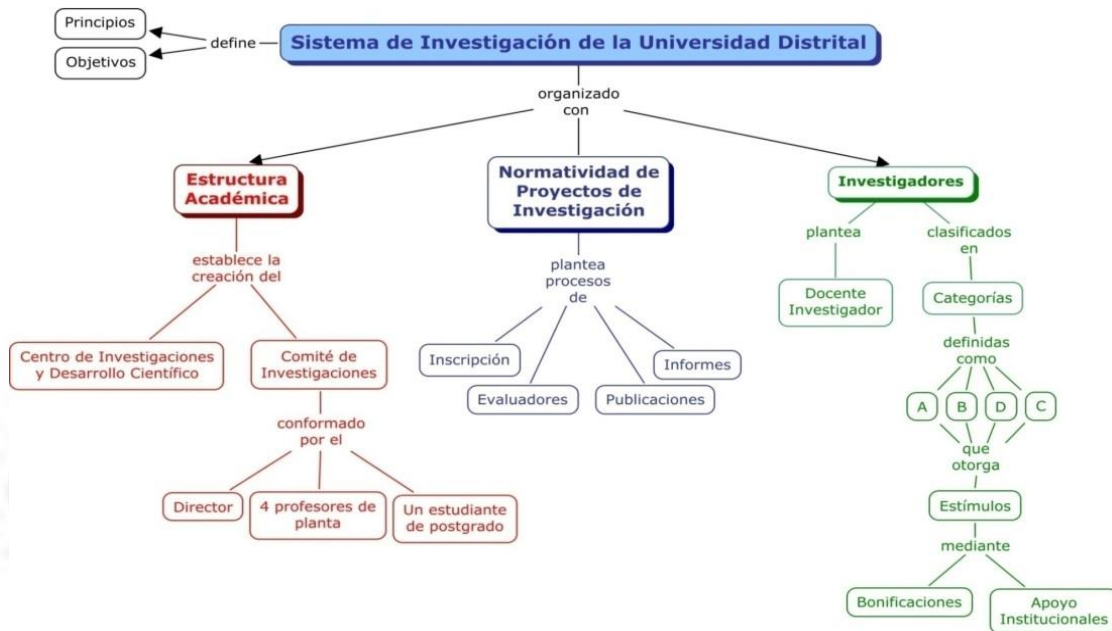 Principios
Objetivos
define
Sistema de Investigación de la Universidad Distrital
organizado
con
Estructura
Académica
Normatividad de
Proyectos de
Investigación
Investigadores
establece la
creación del
Centro de Investigaciones
y Desarrollo Científico
Comité de
Investigaciones
conformado
por el
Director
4 profesores de
planta
Un estudiante
de postgrado
plantea
procesos
de
Inscripción
Evaluadores
Publicaciones
Informes
plantea
Docente
Investigador
clasificados
en
Categorías
definidas
como
A
B
D
C
que
otorga
Estímulos
mediante
Bonificaciones
Apoyo
Institucionales